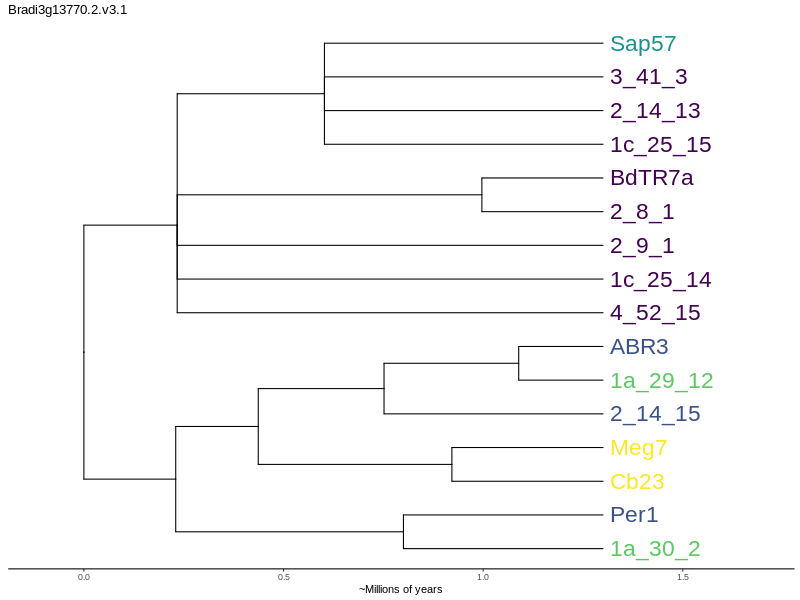 Bradi3g13770.2.v3.1
Sap57
3_41_3
2_14_13
1c_25_15
BdTR7a
2_8_1
2_9_1
1c_25_14
4_52_15
ABR3
1a_29_12
2_14_15
Meg7
Cb23
Per1
1a_30_2
0.0 0.5 1.0 1.5
~Millions of years